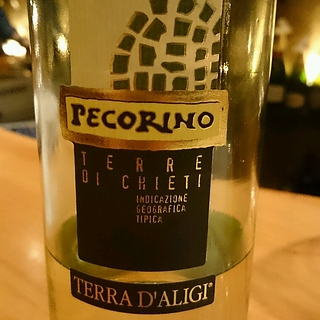 PECORINO
TERRE
DI CHIETI
INDICAZIONE
GEOGRAFICA
TIPICA
TERRA D'ALIGI®